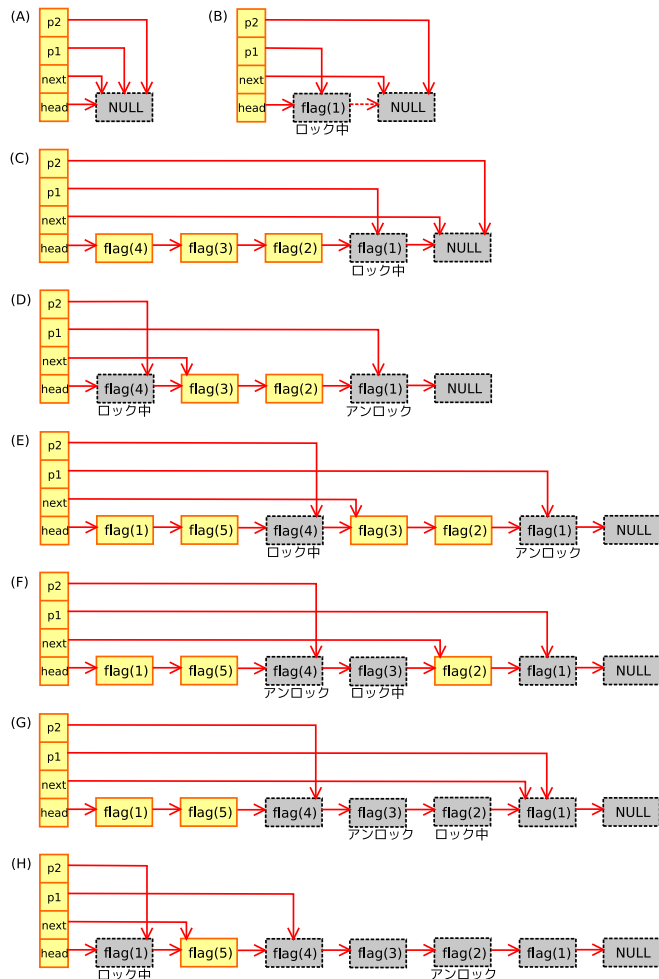 (A)
p2
p1
next
head
NULL
(B)
p2
p1
next
head
flag(1)
NULL
ロック中
(C)
p2
p1
next
head
flag(4)
flag(3)
flag(2)
flag(1)
NULL
ロック中
(D)
p2
p1
next
head
flag(4)
flag(3)
flag(2)
flag(1)
NULL
ロック中
アンロック
(E)
p2
p1
next
head
flag(1)
flag(5)
flag(4)
flag(3)
flag(2)
flag(1)
NULL
ロック中
アンロック
(F)
p2
p1
next
head
flag(1)
flag(5)
flag(4)
flag(3)
flag(2)
flag(1)
NULL
アンロック
ロック中
(G)
p2
p1
next
head
flag(1)
flag(5)
flag(4)
flag(3)
flag(2)
flag(1)
NULL
アンロック
ロック中
(H)
p2
p1
next
head
flag(1)
flag(5)
flag(4)
flag(3)
flag(2)
flag(1)
NULL
ロック中
アンロック